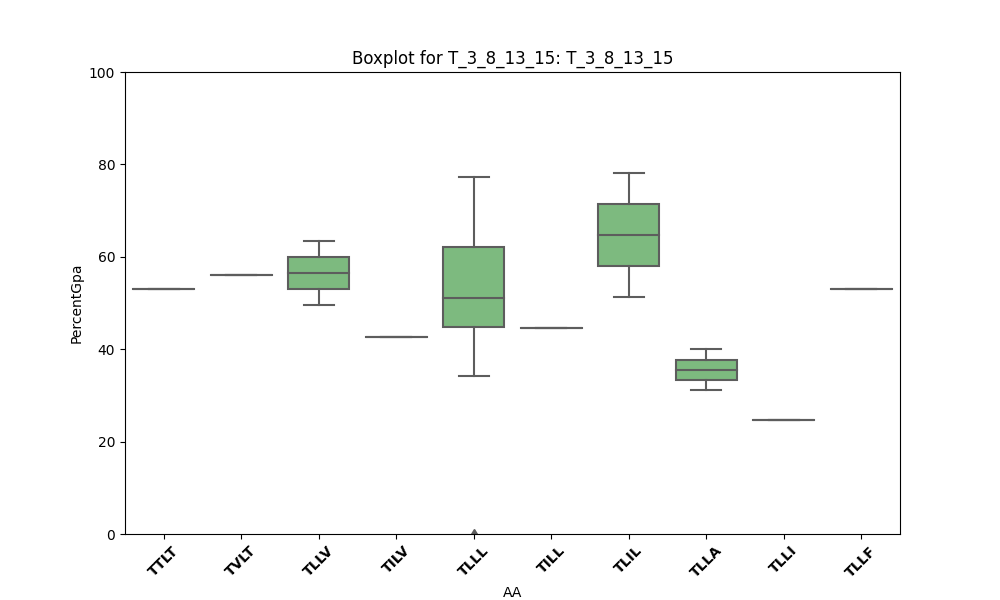 Boxplot for T_3_8_13_15: T_3_8_13_15
100
80
60
40
20
0
PercentGpa
TTLT
TVLT
TLLV
TILV
TLLL
TILL
TLIL
TLLA
TLLI
TLLF
AA